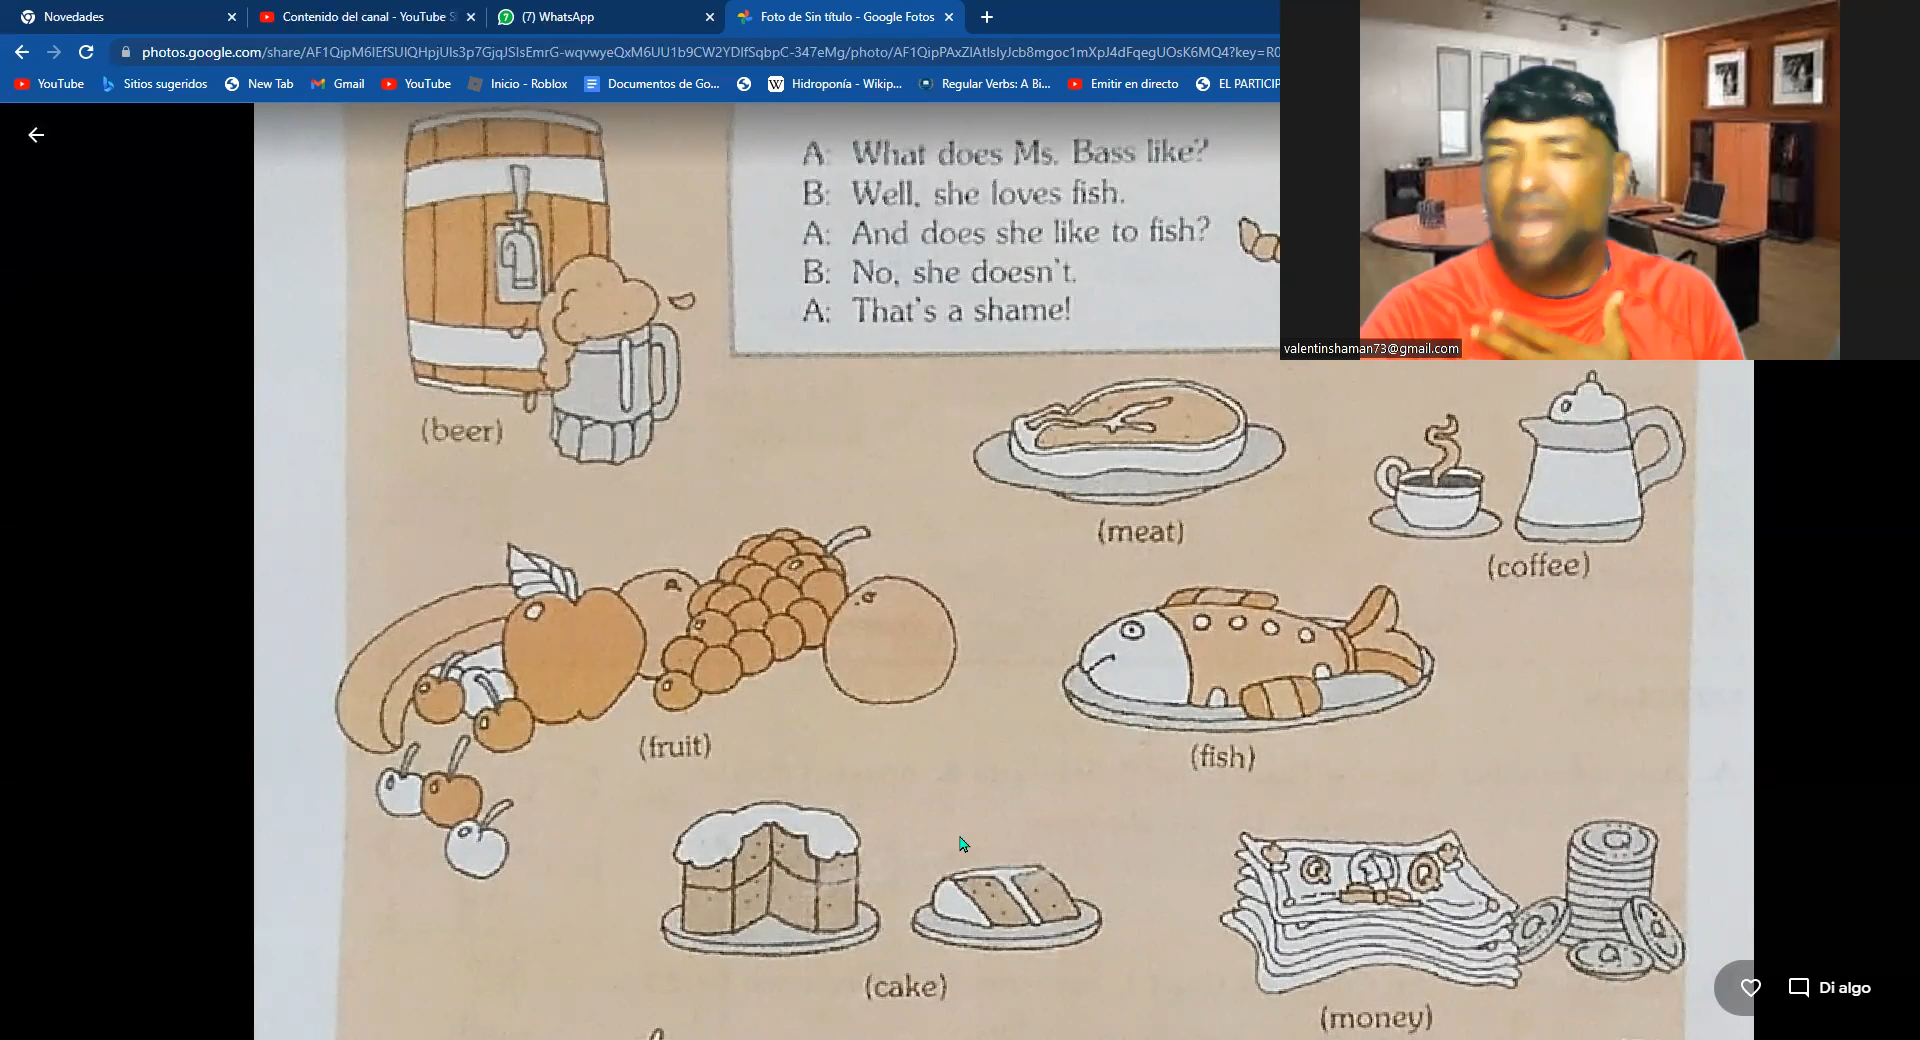 Novedades
Contenido del canal - YouTube S
(7) WhatsApp
Foto de Sin título - Google Fotos
photos.google.com/share/AF1QipM6IEfSUlQHpjUls3p7GjqJSIsEmrG-wqvwyeQxM6UU1b9CW2YDlfSqbpC-347eMg/photo/AF1QipPAxZlAtlslyJcb8mgoc1mXpJ4dFqegUOsK6MQ4?key=R0
YouTube
Sitios sugeridos
New Tab
Gmail
YouTube
Inicio - Roblox
Documentos de Go...
Hidroponía - Wikip...
Regular Verbs: A Bi...
Emitir en directo
EL PARTICIP
A: What does Ms. Bass like?
B: Well, she loves fish.
A: And does she like to fish?
B: No, she doesn't.
A: That's a shame!
valentinshaman73@gmail.com
(beer)
(meat)
(coffee)
(fruit)
(fish)
(cake)
(money)
Di algo